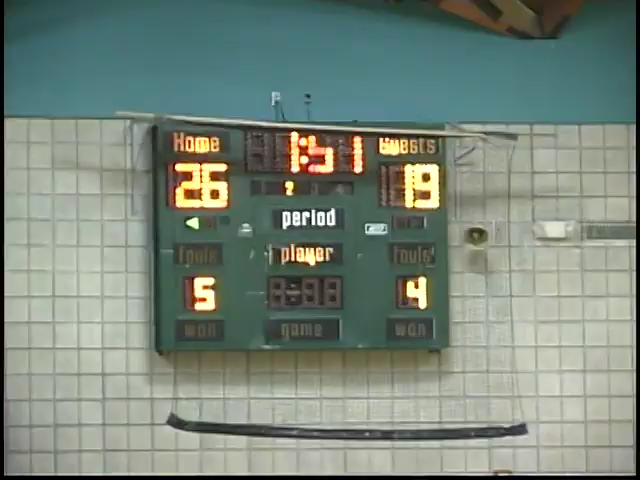 Home 1:51 Guests
26 2 19
period
fouls player fouls
5 4
won game won